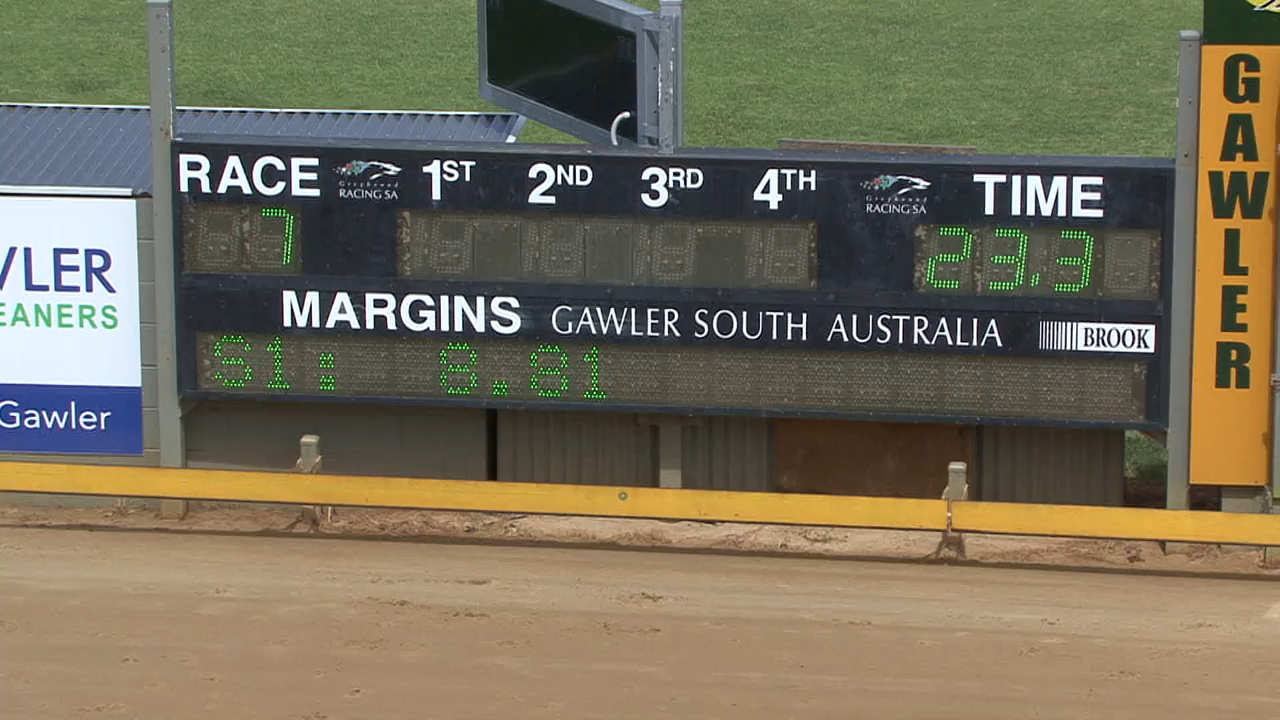 RACE
Greyhound
RACING SA
1ST
2ND
3RD
4TH
Greyhound
RACING SA
TIME
7
23.3
MARGINS
GAWLER SOUTH AUSTRALIA
BROOK
S1: 8.81
VLER
EANERS
Gawler
GAWLER